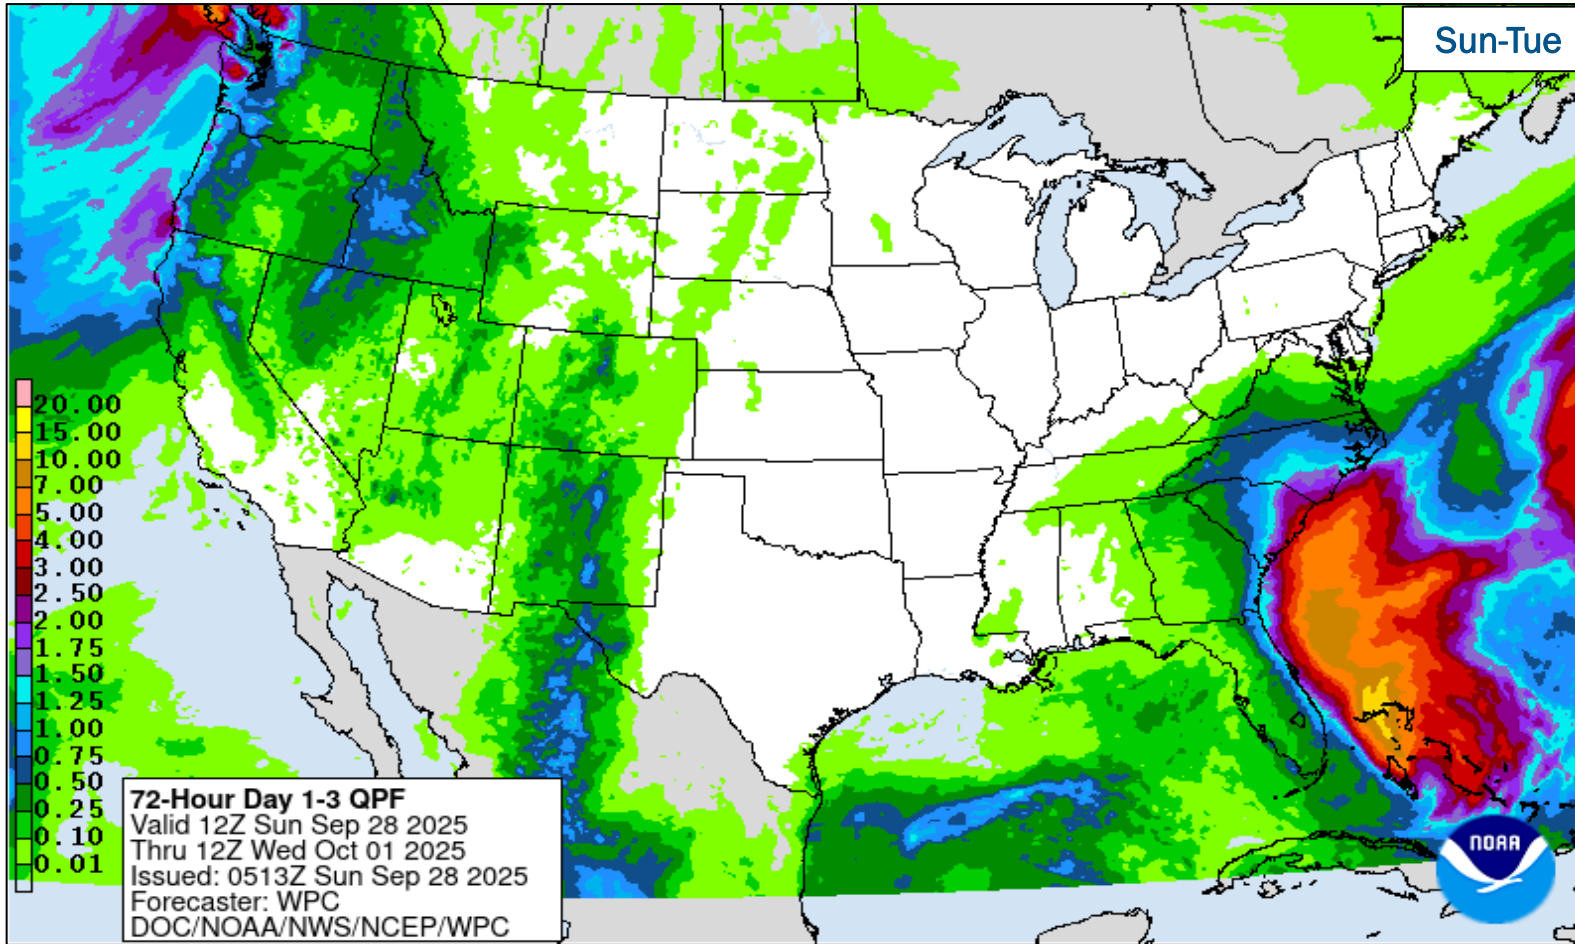 Sun-Tue
20.00
15.00
10.00
7.00
5.00
4.00
3.00
2.50
2.00
1.75
1.50
1.25
1.00
0.75
0.50
0.25
0.10
0.01
72-Hour Day 1-3 QPF
Valid 12Z Sun Sep 28 2025
Thru 12Z Wed Oct 01 2025
Issued: 0513Z Sun Sep 28 2025
Forecaster: WPC
DOC/NOAA/NWS/NCEP/WPC
NOAA